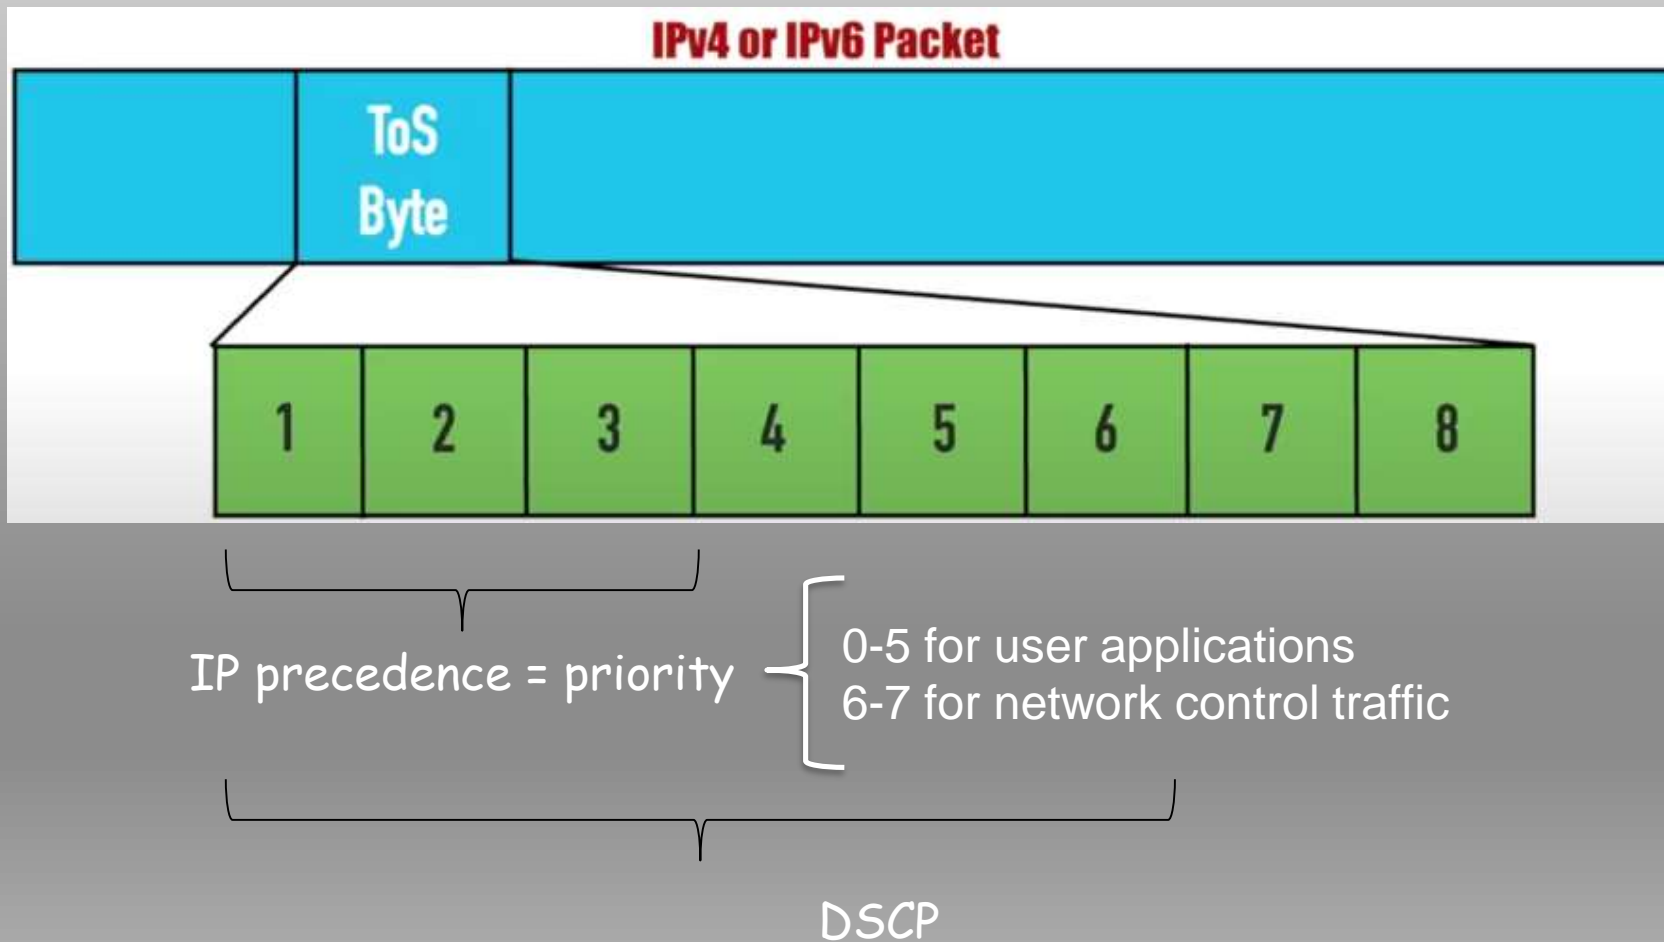 IPv4 or IPv6 Packet
ToS
Byte
1 2 3 4 5 6 7 8
IP precedence = priority
0-5 for user applications
6-7 for network control traffic
DSCP